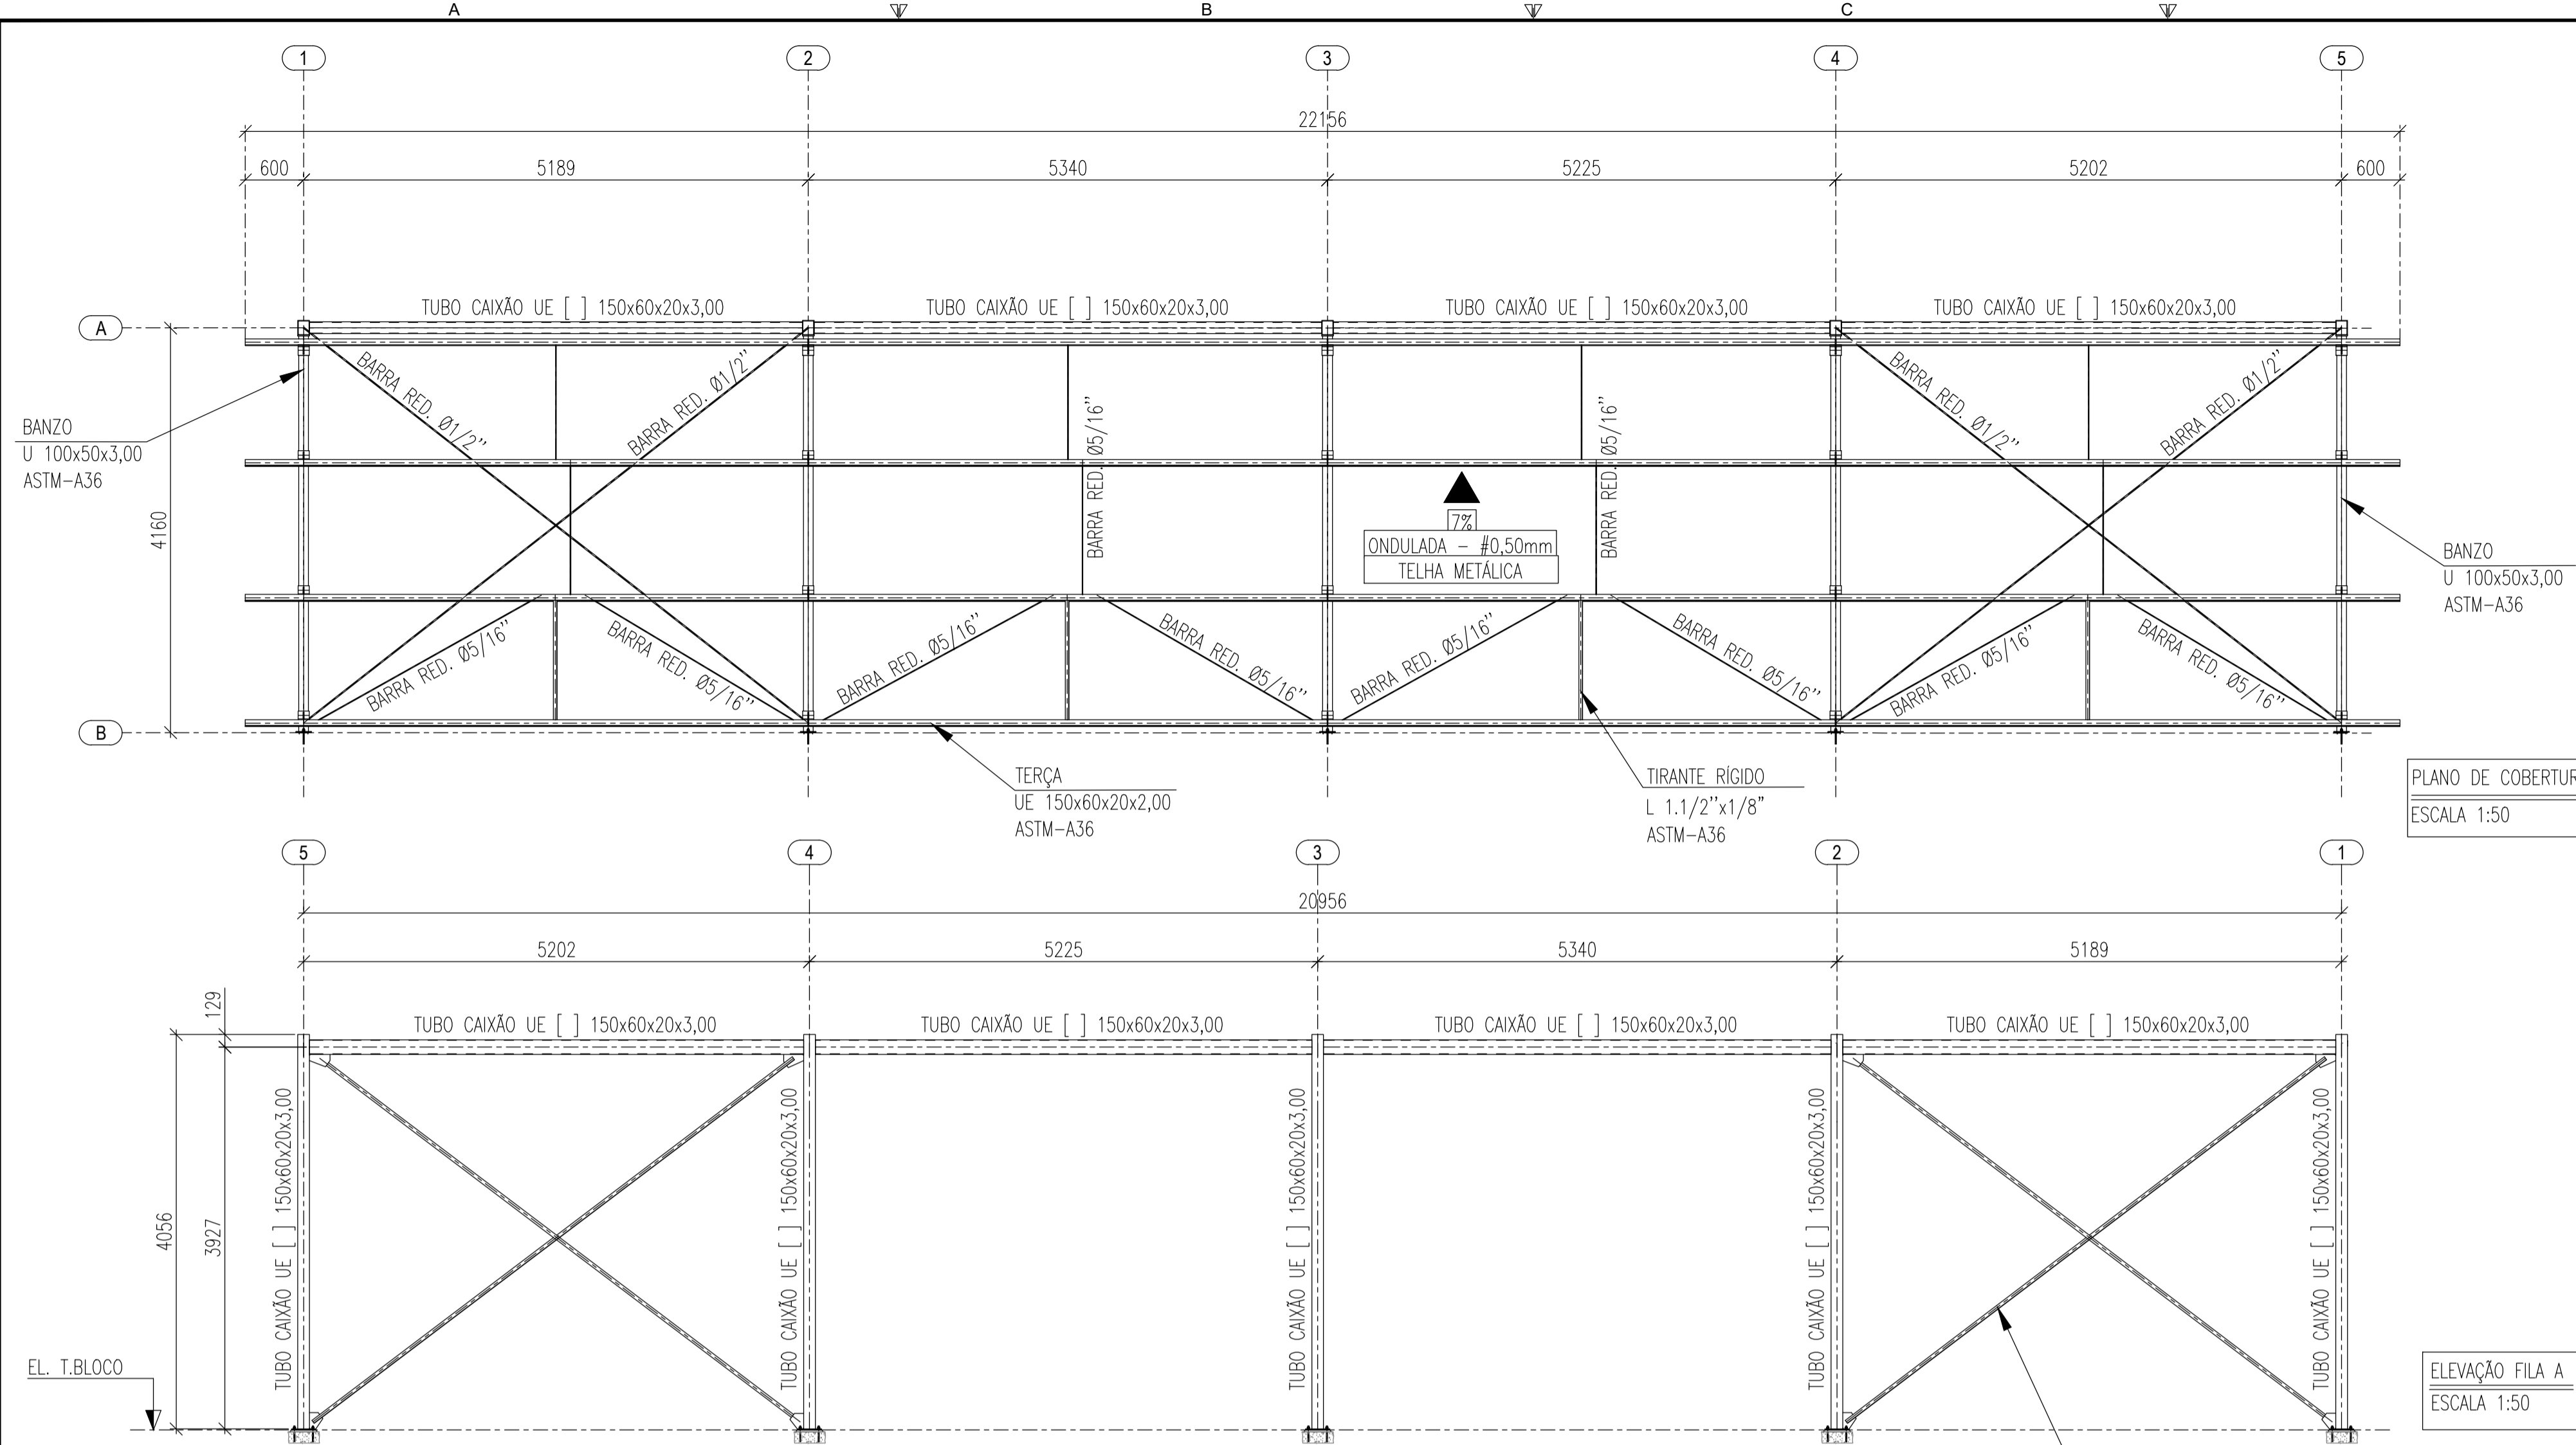 A
B
C
1
2
3
4
5
22156
600
5189
5340
5225
5202
600
TUBO CAIXÃO UE [ ] 150x60x20x3,00
TUBO CAIXÃO UE [ ] 150x60x20x3,00
TUBO CAIXÃO UE [ ] 150x60x20x3,00
TUBO CAIXÃO UE [ ] 150x60x20x3,00
A
BARRA RED. Ø1/2"
BARRA RED. Ø1/2"
BARRA RED. Ø5/16"
BARRA RED. Ø5/16"
BARRA RED. Ø1/2"
BARRA RED. Ø1/2"
BANZO
U 100x50x3,00
ASTM-A36
4160
7%
ONDULADA - #0,50mm
TELHA METÁLICA
BANZO
U 100x50x3,00
ASTM-A36
BARRA RED. Ø5/16"
BARRA RED. Ø5/16"
BARRA RED. Ø5/16"
BARRA RED. Ø5/16"
BARRA RED. Ø5/16"
BARRA RED. Ø5/16"
BARRA RED. Ø5/16"
BARRA RED. Ø5/16"
B
TERÇA
UE 150x60x20x2,00
ASTM-A36
TIRANTE RÍGIDO
L 1.1/2''x1/8"
ASTM-A36
PLANO DE COBERTUR
ESCALA 1:50
5
4
3
2
1
20956
5202
5225
5340
5189
129
TUBO CAIXÃO UE [ ] 150x60x20x3,00
TUBO CAIXÃO UE [ ] 150x60x20x3,00
TUBO CAIXÃO UE [ ] 150x60x20x3,00
TUBO CAIXÃO UE [ ] 150x60x20x3,00
4056
3927
TUBO CAIXÃO UE [ ] 150x60x20x3,00
TUBO CAIXÃO UE [ ] 150x60x20x3,00
TUBO CAIXÃO UE [ ] 150x60x20x3,00
TUBO CAIXÃO UE [ ] 150x60x20x3,00
TUBO CAIXÃO UE [ ] 150x60x20x3,00
EL. T.BLOCO
ELEVAÇÃO FILA A
ESCALA 1:50